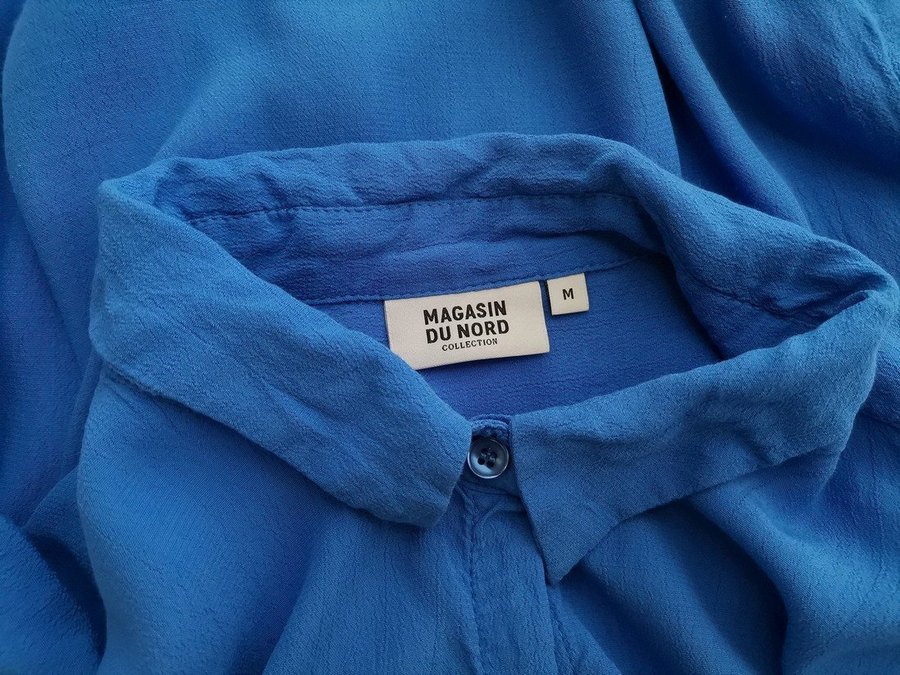 MAGASIN
DU NORD
COLLECTION
M